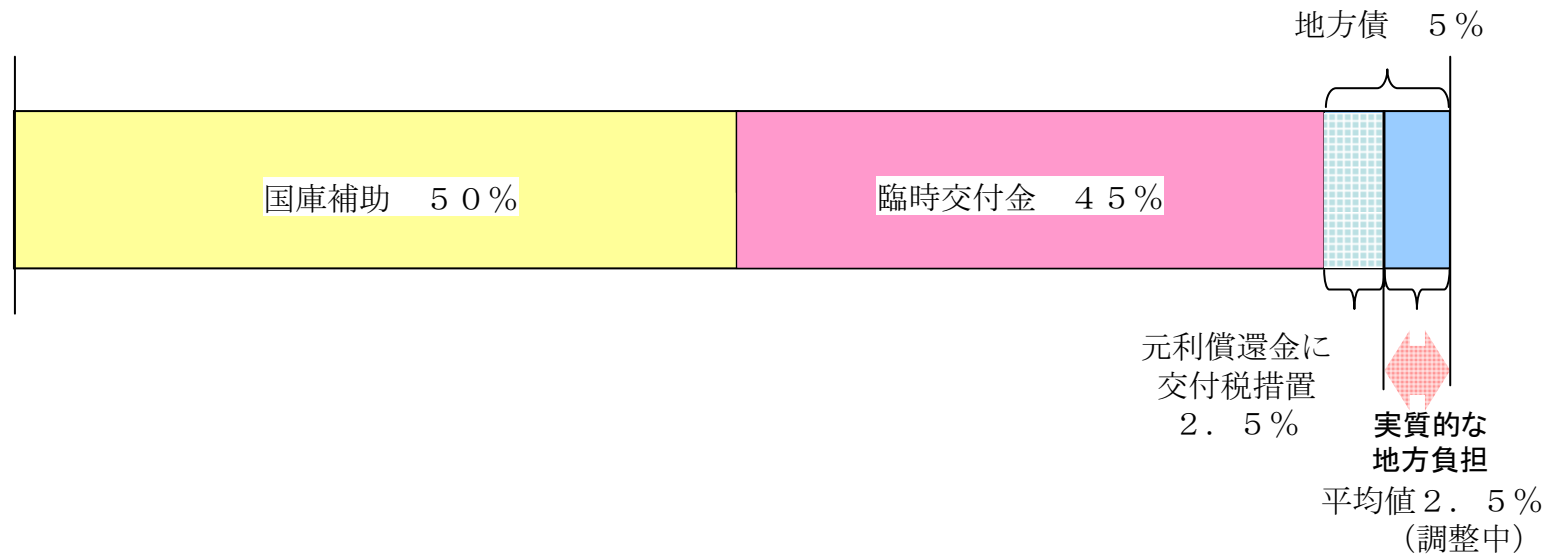 地方債　５％
国庫補助　５０％
臨時交付金　４５％
元利償還金に
交付税措置
２．５％
実質的な
地方負担
平均値２．５％
（調整中）